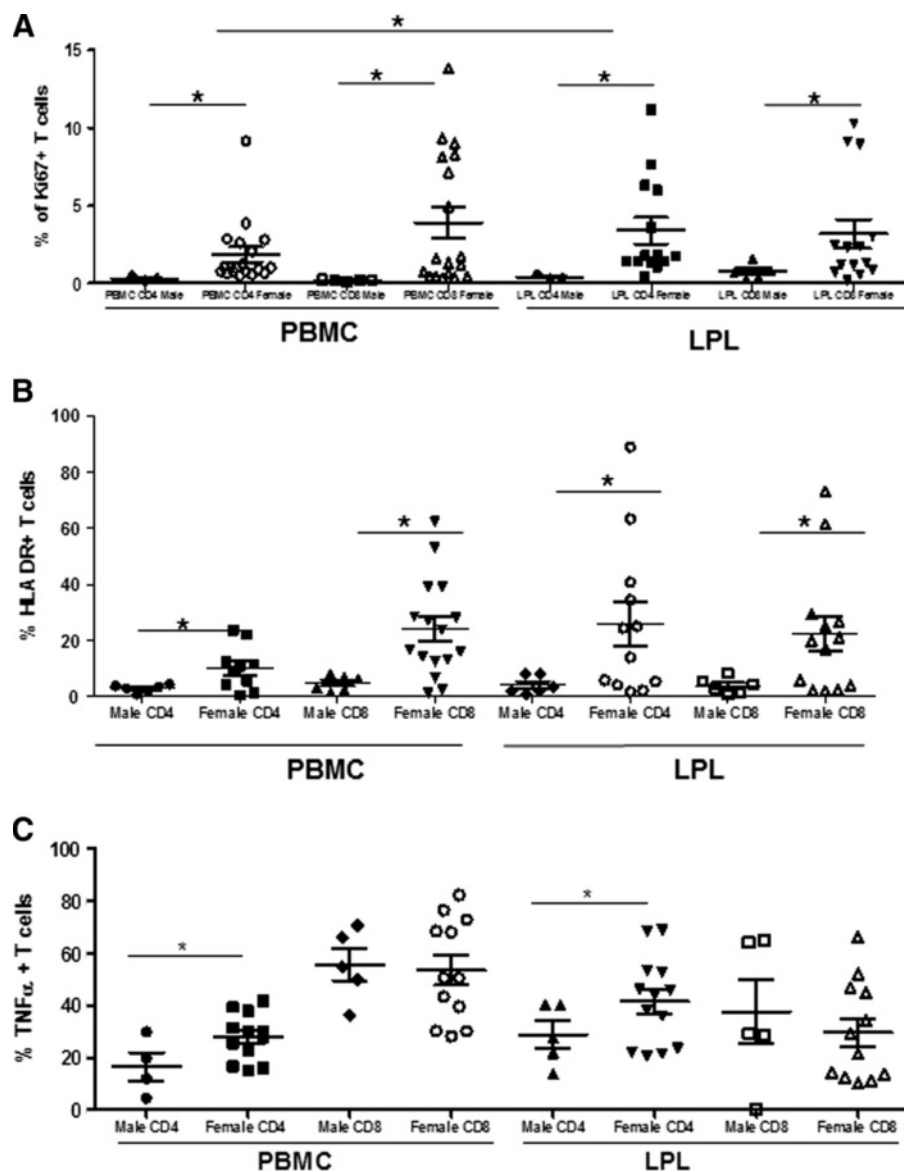 A
*
15
10
5
0
% of Ki67+ T cells
* * * *
PBMC CD4 Male PBMC CD4 Female PBMC CD8 Male PBMC CD8 Female LPL CD4 Male LPL CD4 Female LPL CD8 Male LPL CD8 Female
PBMC LPL
B
100
80
60
40
20
0
% HLA DR+ T cells
* * * *
Male CD4 Female CD4 Male CD8 Female CD8 Male CD4 Female CD4 Male CD8 Female CD8
PBMC LPL
C
100
80
60
40
20
0
% TNFα + T cells
* *
Male CD4 Female CD4 Male CD8 Female CD8 Male CD4 Female CD4 Male CD8 Female CD8
PBMC LPL